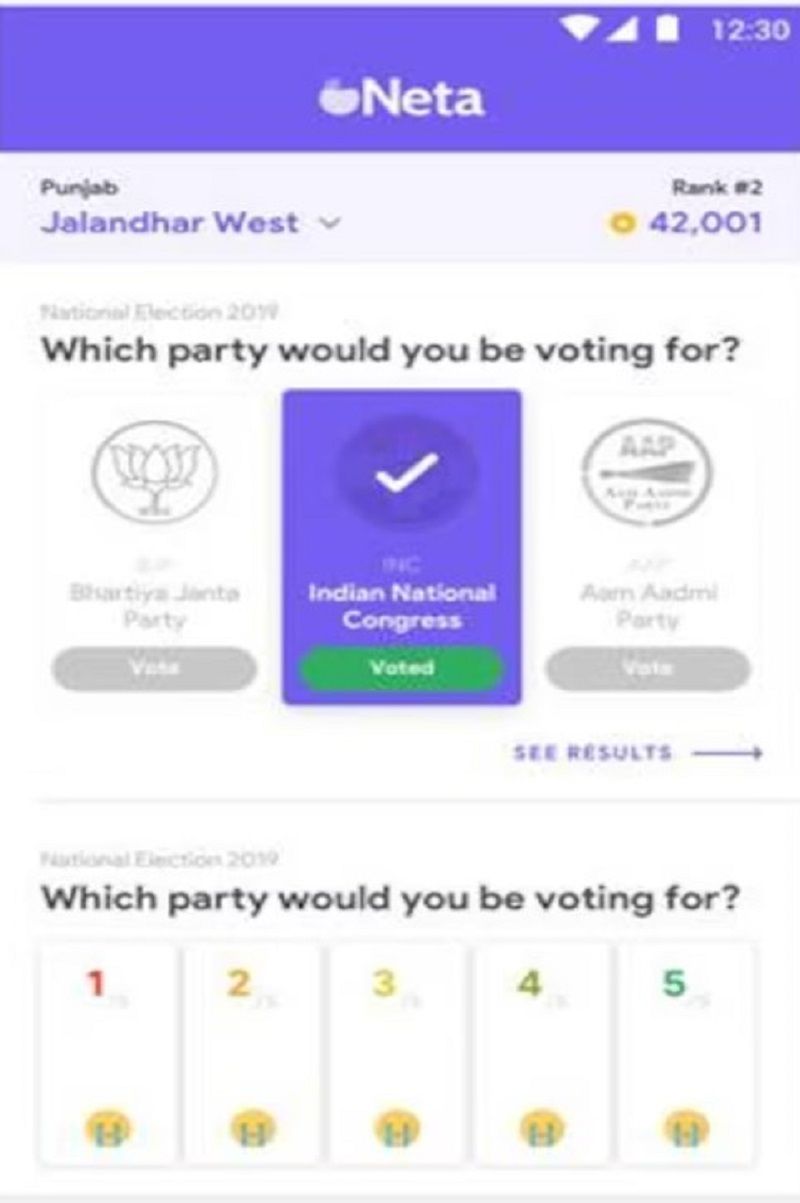 12:30
Neta
Punjab
Rank #2
Jalandhar West
42,001
National Election 2019
Which party would you be voting for?
AAP
Aam Aadmi
Party
INC
Bhartiya Janta
Party
Indian National
Congress
Aam Aadmi
Party
Vote
Voted
Vote
SEE RESULTS
National Election 2019
Which party would you be voting for?
1 /5
2 /5
3 /5
4 /5
5 /5